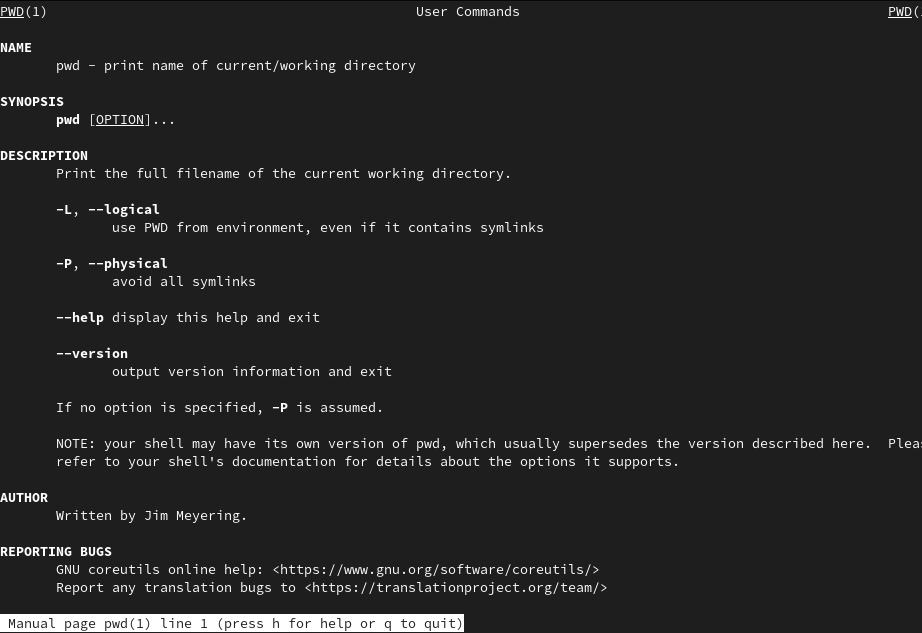 PWD(1)                                              User Commands                                              PWD(
NAME
pwd - print name of current/working directory
SYNOPSIS
pwd [OPTION]...
DESCRIPTION
Print the full filename of the current working directory.
-L, --logical
use PWD from environment, even if it contains symlinks
-P, --physical
avoid all symlinks
--help display this help and exit
--version
output version information and exit
If no option is specified, -P is assumed.
NOTE: your shell may have its own version of pwd, which usually supersedes the version described here.  Plea
refer to your shell's documentation for details about the options it supports.
AUTHOR
Written by Jim Meyering.
REPORTING BUGS
GNU coreutils online help: <https://www.gnu.org/software/coreutils/>
Report any translation bugs to <https://translationproject.org/team/>
Manual page pwd(1) line 1 (press h for help or q to quit)